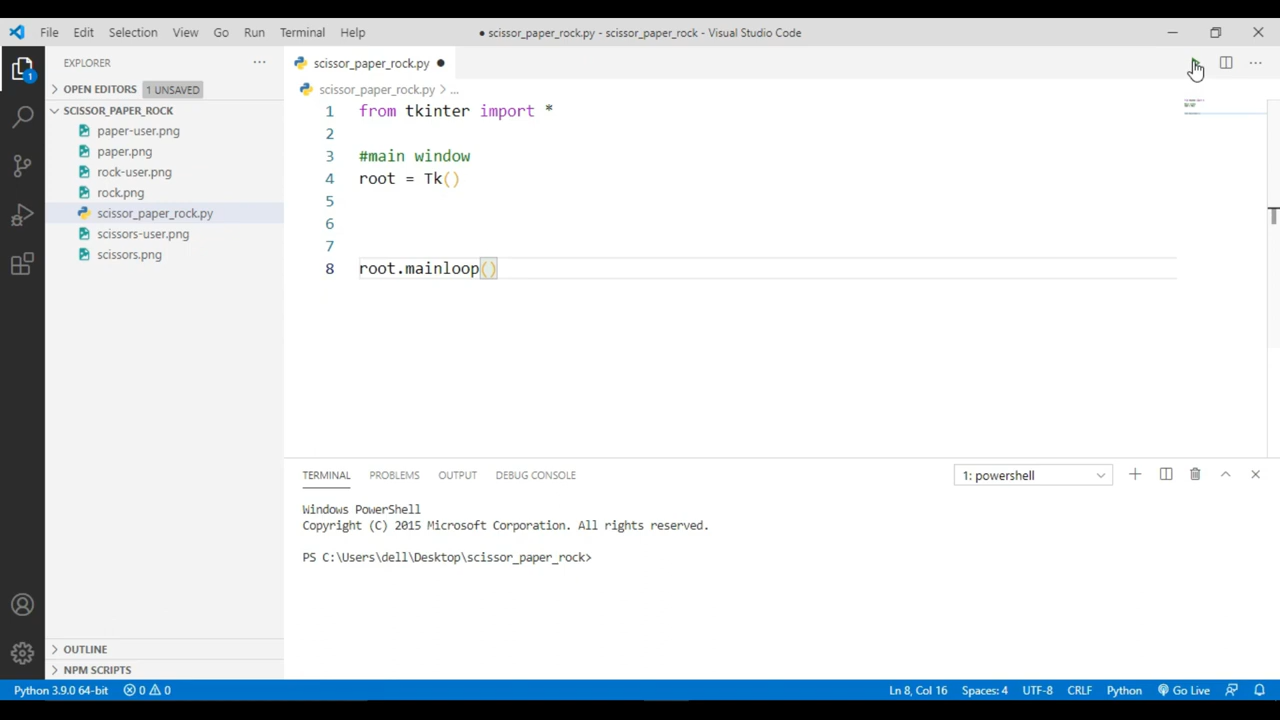 File Edit Selection View Go Run Terminal Help
● scissor_paper_rock.py - scissor_paper_rock - Visual Studio Code
EXPLORER
1
OPEN EDITORS 1 UNSAVED
SCISSOR_PAPER_ROCK
paper-user.png
paper.png
rock-user.png
rock.png
scissor_paper_rock.py
scissors-user.png
scissors.png
OUTLINE
NPM SCRIPTS
scissor_paper_rock.py ●
scissor_paper_rock.py > ...
1 from tkinter import *
2
3 #main window
4 root = Tk()
5
6
7
8 root.mainloop()
TERMINAL PROBLEMS OUTPUT DEBUG CONSOLE
1: powershell
Windows PowerShell
Copyright (C) 2015 Microsoft Corporation. All rights reserved.
PS C:\Users\dell\Desktop\scissor_paper_rock>
Python 3.9.0 64-bit 0 0
Ln 8, Col 16 Spaces: 4 UTF-8 CRLF Python Go Live